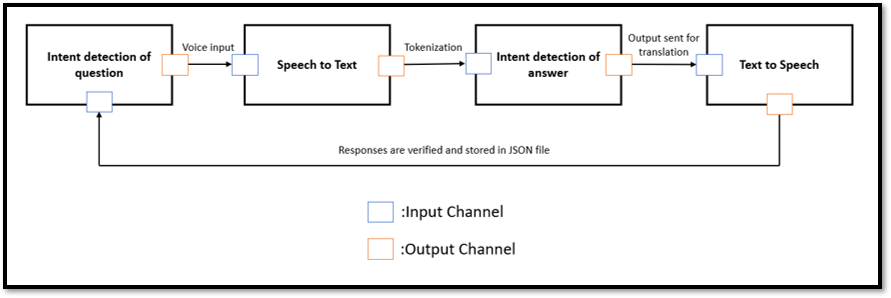 Intent detection of
question
Voice input
Speech to Text
Tokenization
Intent detection of
answer
Output sent for
translation
Text to Speech
Responses are verified and stored in JSON file
:Input Channel
:Output Channel